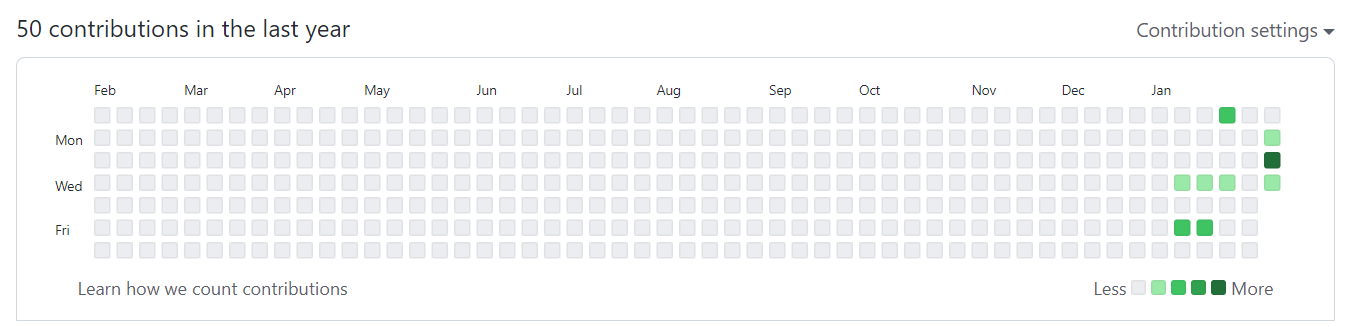 50 contributions in the last year
Contribution settings
Feb Mar Apr May Jun Jul Aug Sep Oct Nov Dec Jan
Mon
Wed
Fri
Learn how we count contributions
Less More